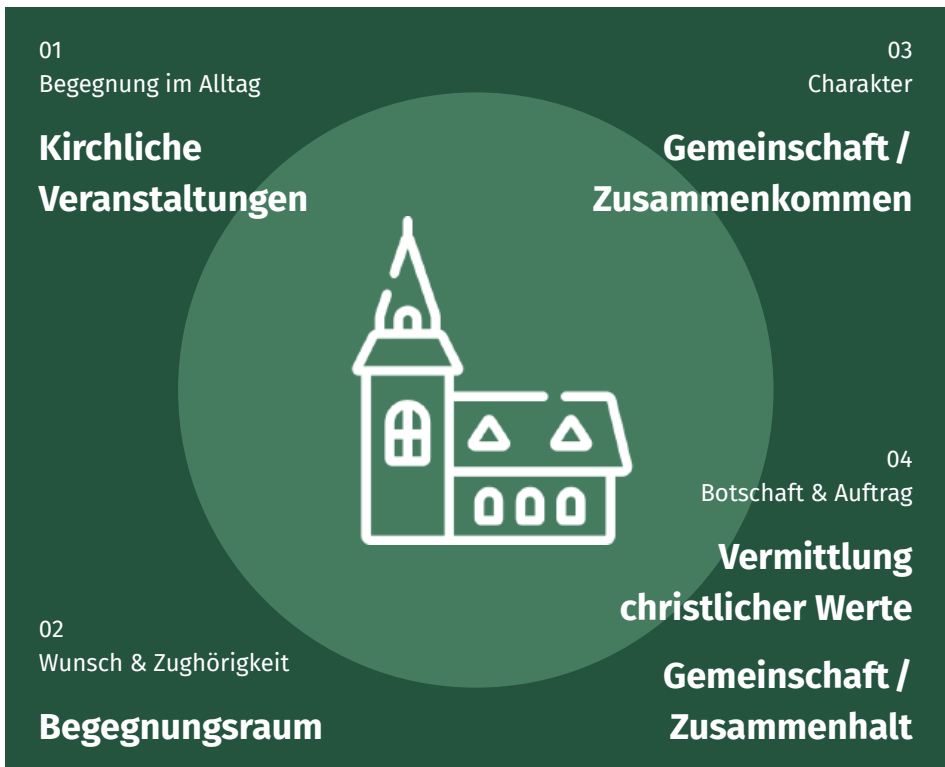 01
Begegnung im Alltag
Kirchliche
Veranstaltungen
02
Wunsch & Zughörigkeit
Begegnungsraum
03
Charakter
Gemeinschaft /
Zusammenkommen
04
Botschaft & Auftrag
Vermittlung
christlicher Werte
Gemeinschaft /
Zusammenhalt